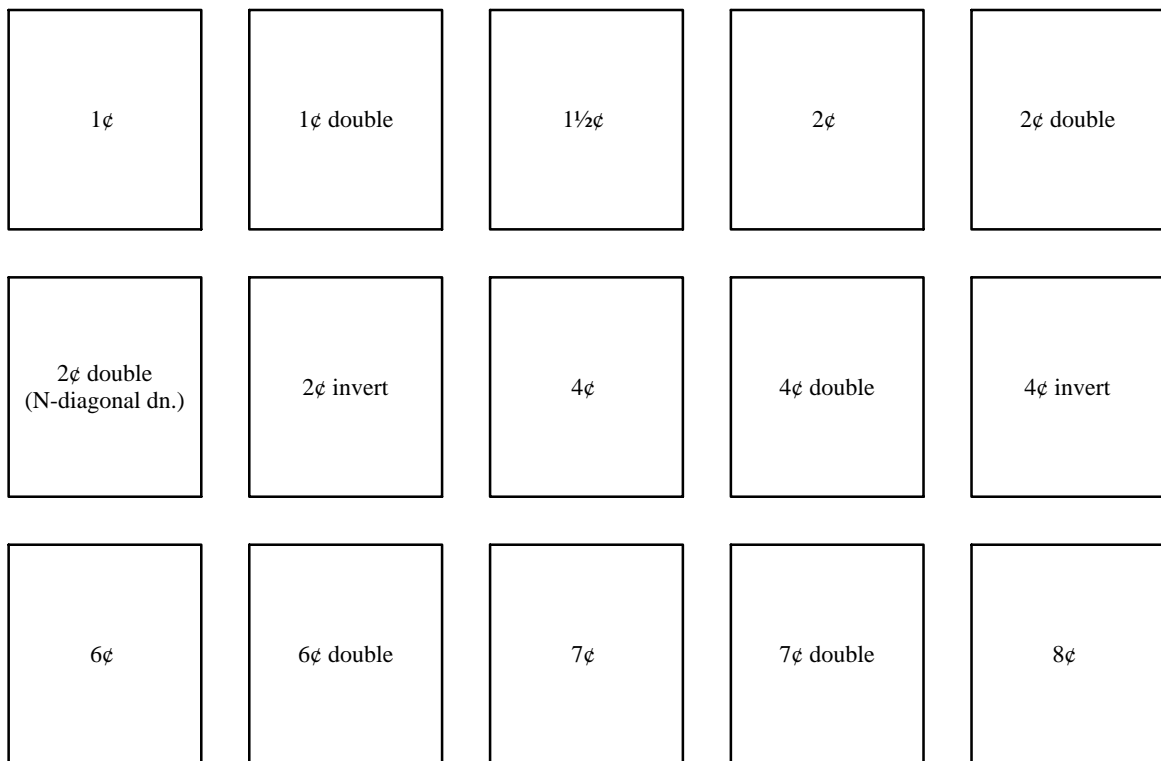 1¢
1¢ double
1½¢
2¢
2¢ double
2¢ double
(N-diagonal dn.)
2¢ invert
4¢
4¢ double
4¢ invert
6¢
6¢ double
7¢
7¢ double
8¢